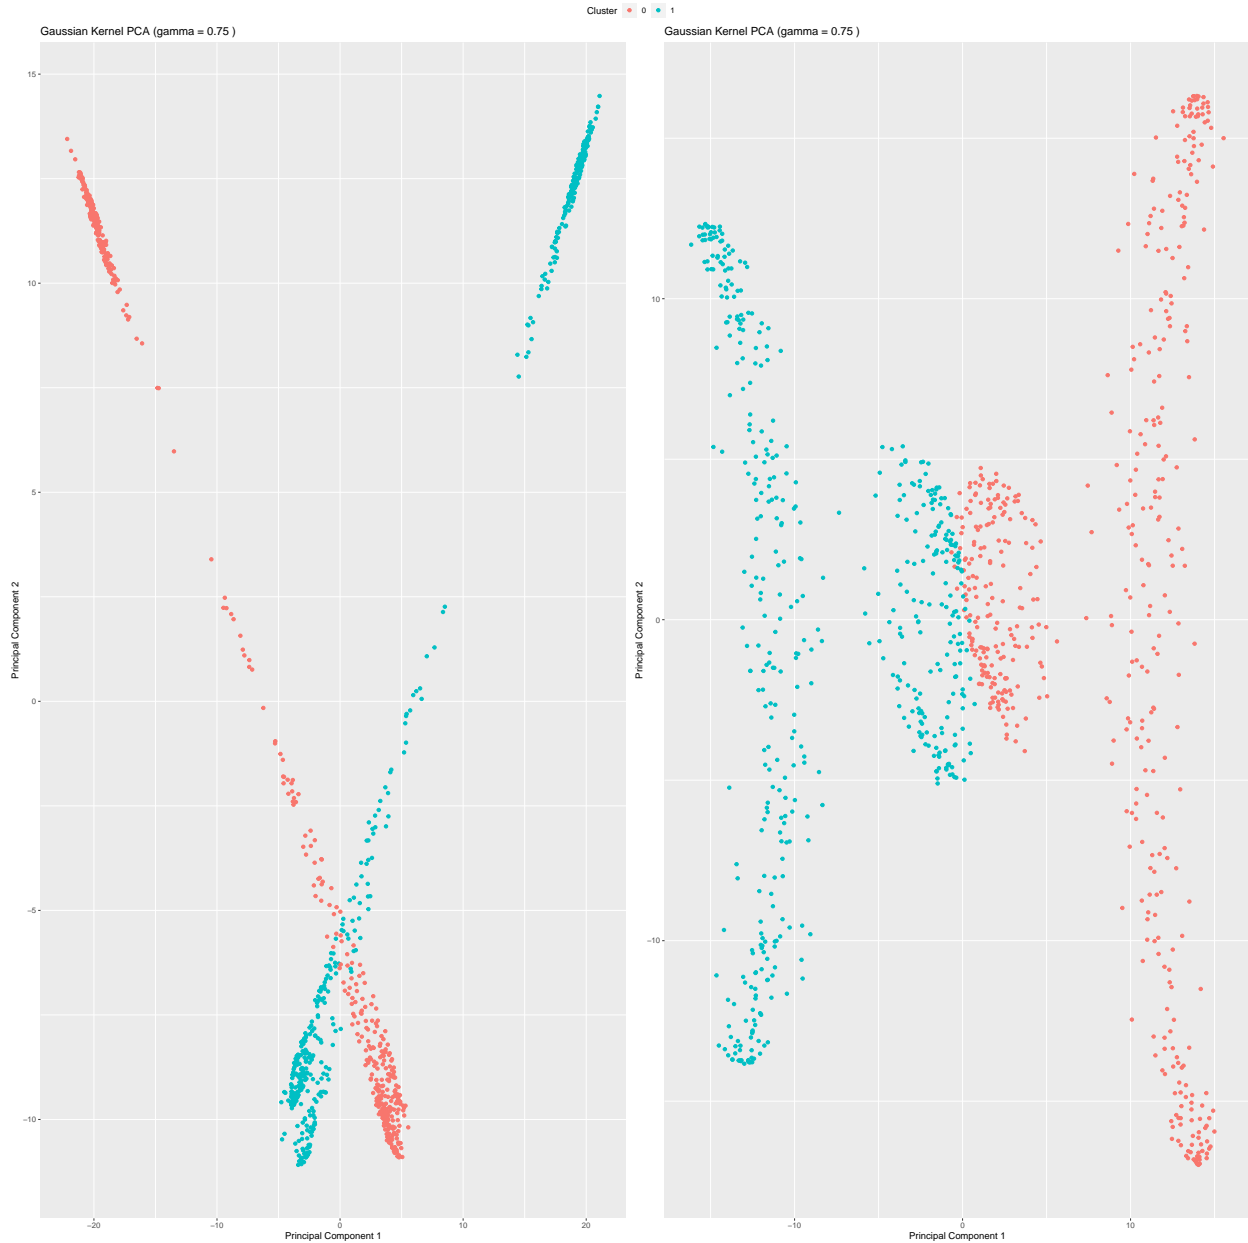 Cluster 0 1
Gaussian Kernel PCA (gamma = 0.75 )
15
10
5
0
−5
−10
Principal Component 2
−20 −10 0 10 20
Principal Component 1
Gaussian Kernel PCA (gamma = 0.75 )
10
0
−10
Principal Component 2
−10 0 10
Principal Component 1